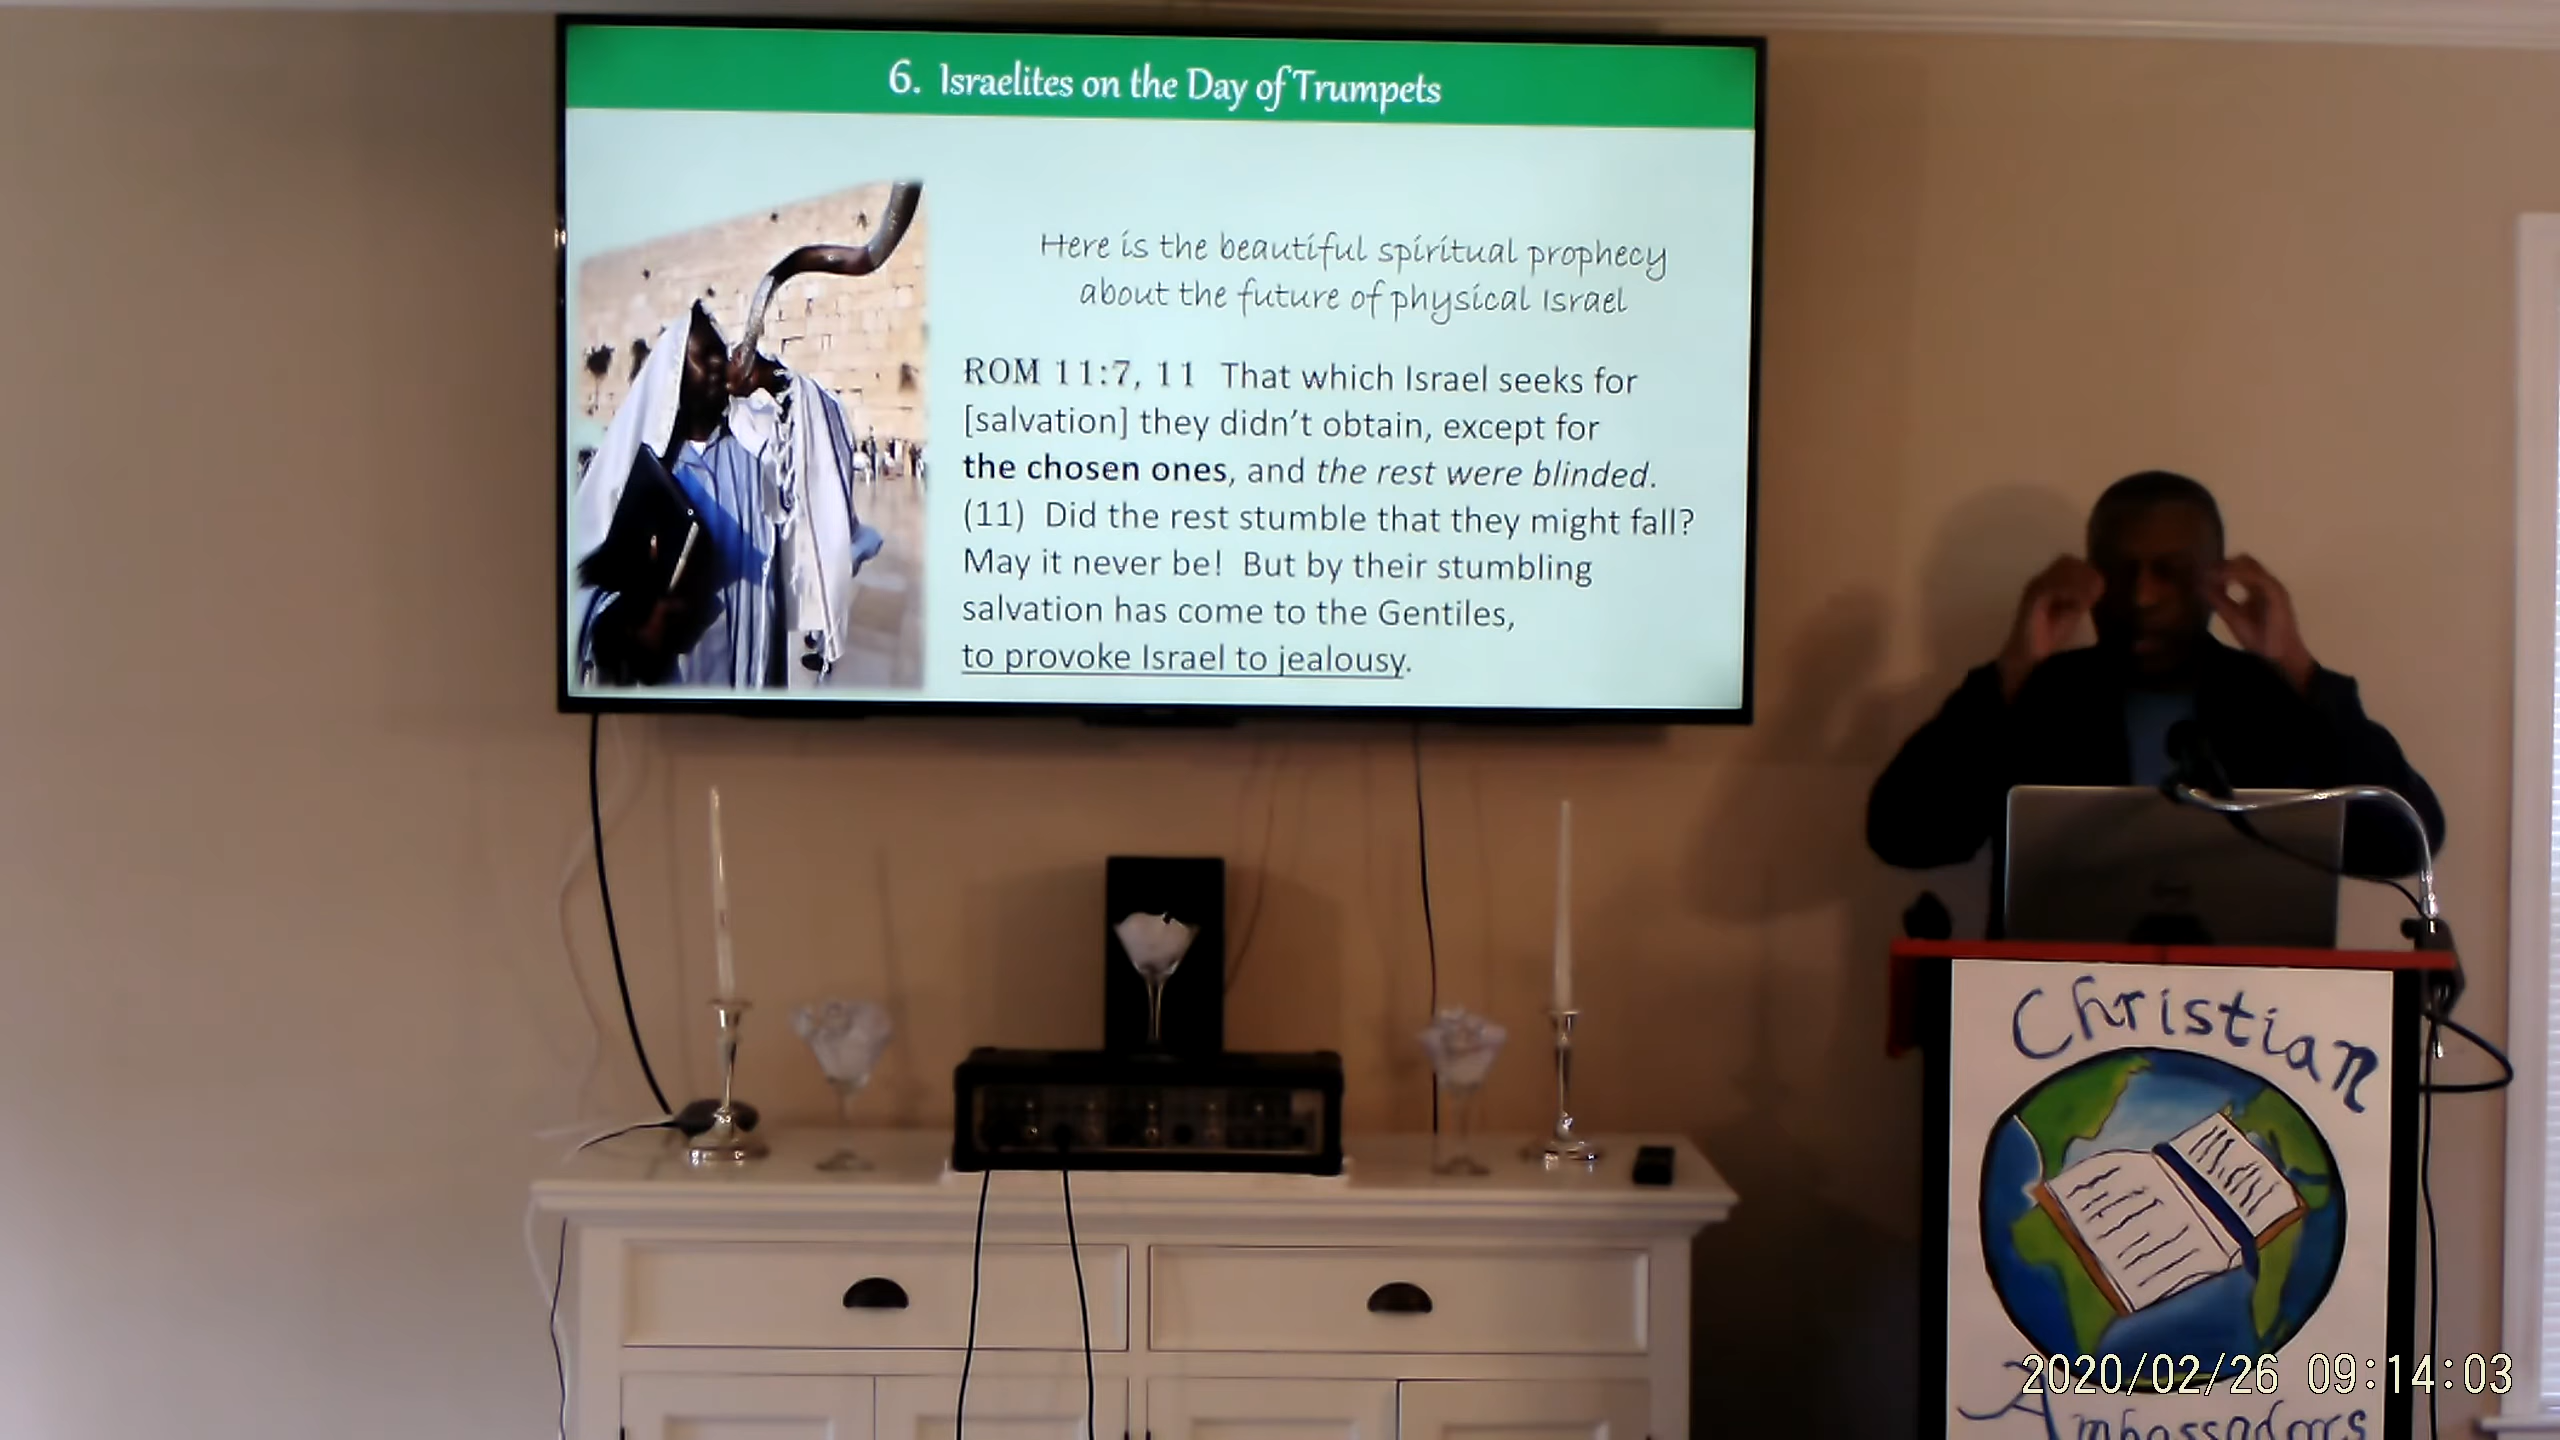 6. Israelites on the Day of Trumpets
Here is the beautiful spiritual prophecy
about the future of physical Israel
ROM 11:7, 11 That which Israel seeks for
[salvation] they didn't obtain, except for
the chosen ones, and the rest were blinded.
(11) Did the rest stumble that they might fall?
May it never be! But by their stumbling
salvation has come to the Gentiles,
to provoke Israel to jealousy.
Christian
Ambassadors
2020/02/26 09:14:03